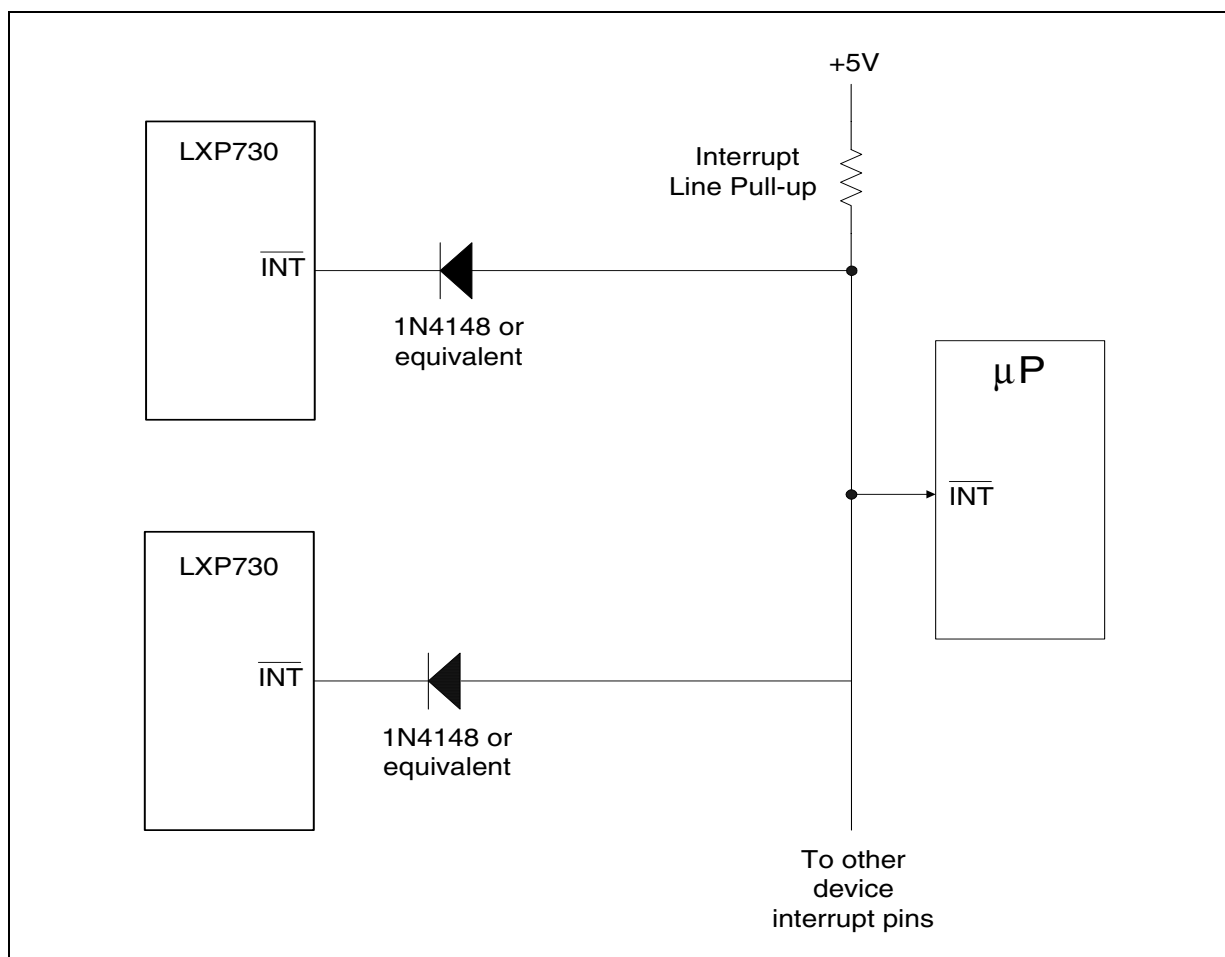 +5V
LXP730
Interrupt
Line Pull-up
INT
1N4148 or
equivalent
μP
INT
LXP730
INT
1N4148 or
equivalent
To other
device
interrupt pins